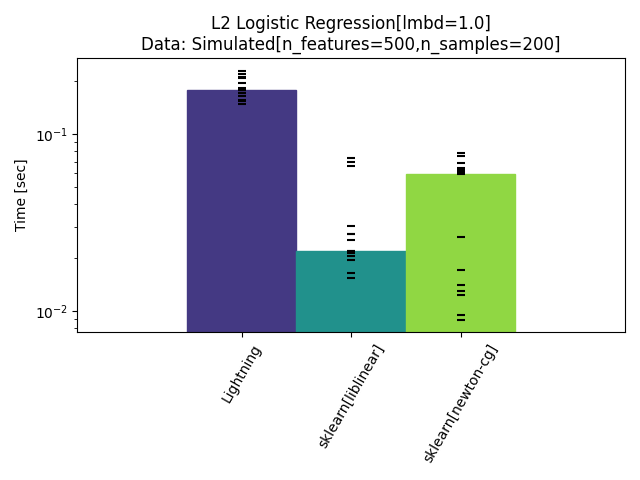 L2 Logistic Regression[lmbd=1.0]
Data: Simulated[n_features=500,n_samples=200]
Time [sec]
10⁻¹
10⁻²
Lightning
sklearn[liblinear]
sklearn[newton-cg]